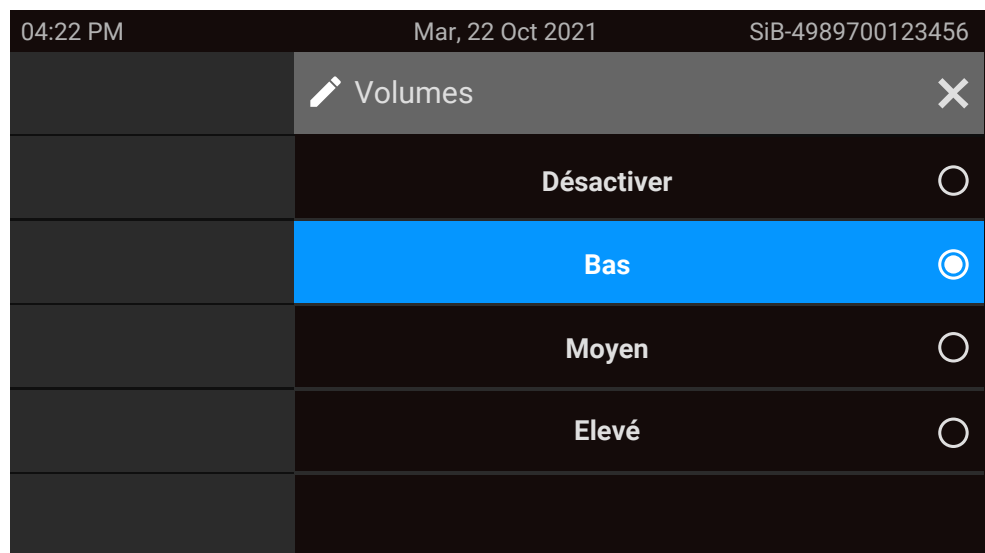 04:22 PM Mar, 22 Oct 2021 SiB-4989700123456
Volumes
Désactiver
Bas
Moyen
Elevé